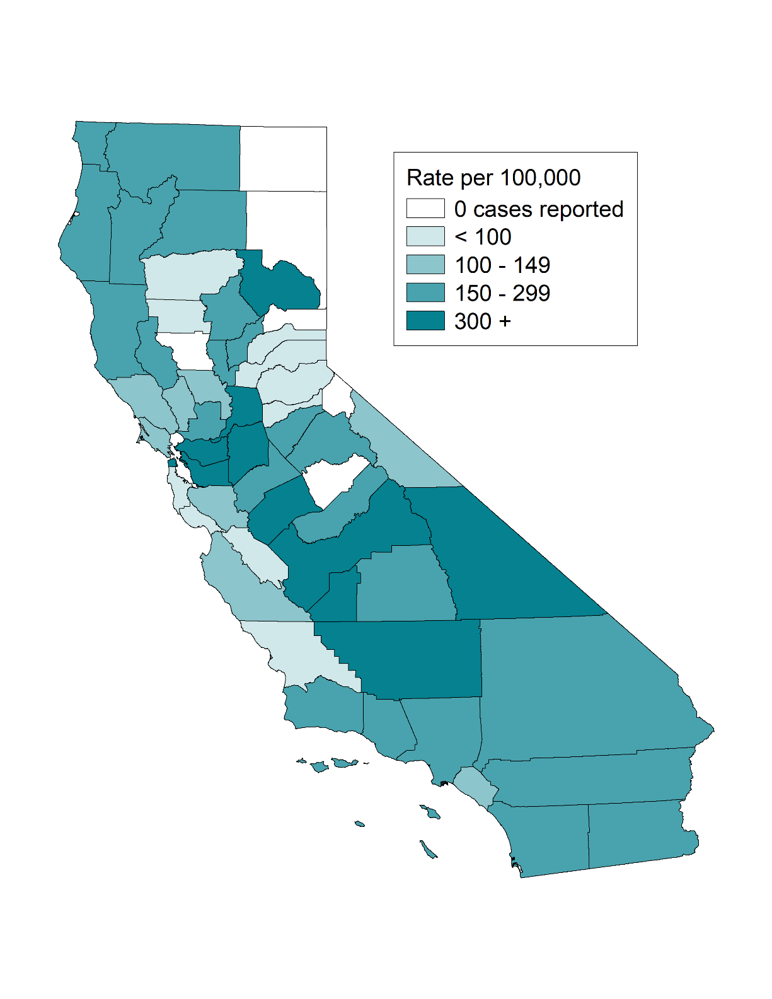 Rate per 100,000
0 cases reported
< 100
100 - 149
150 - 299
300 +